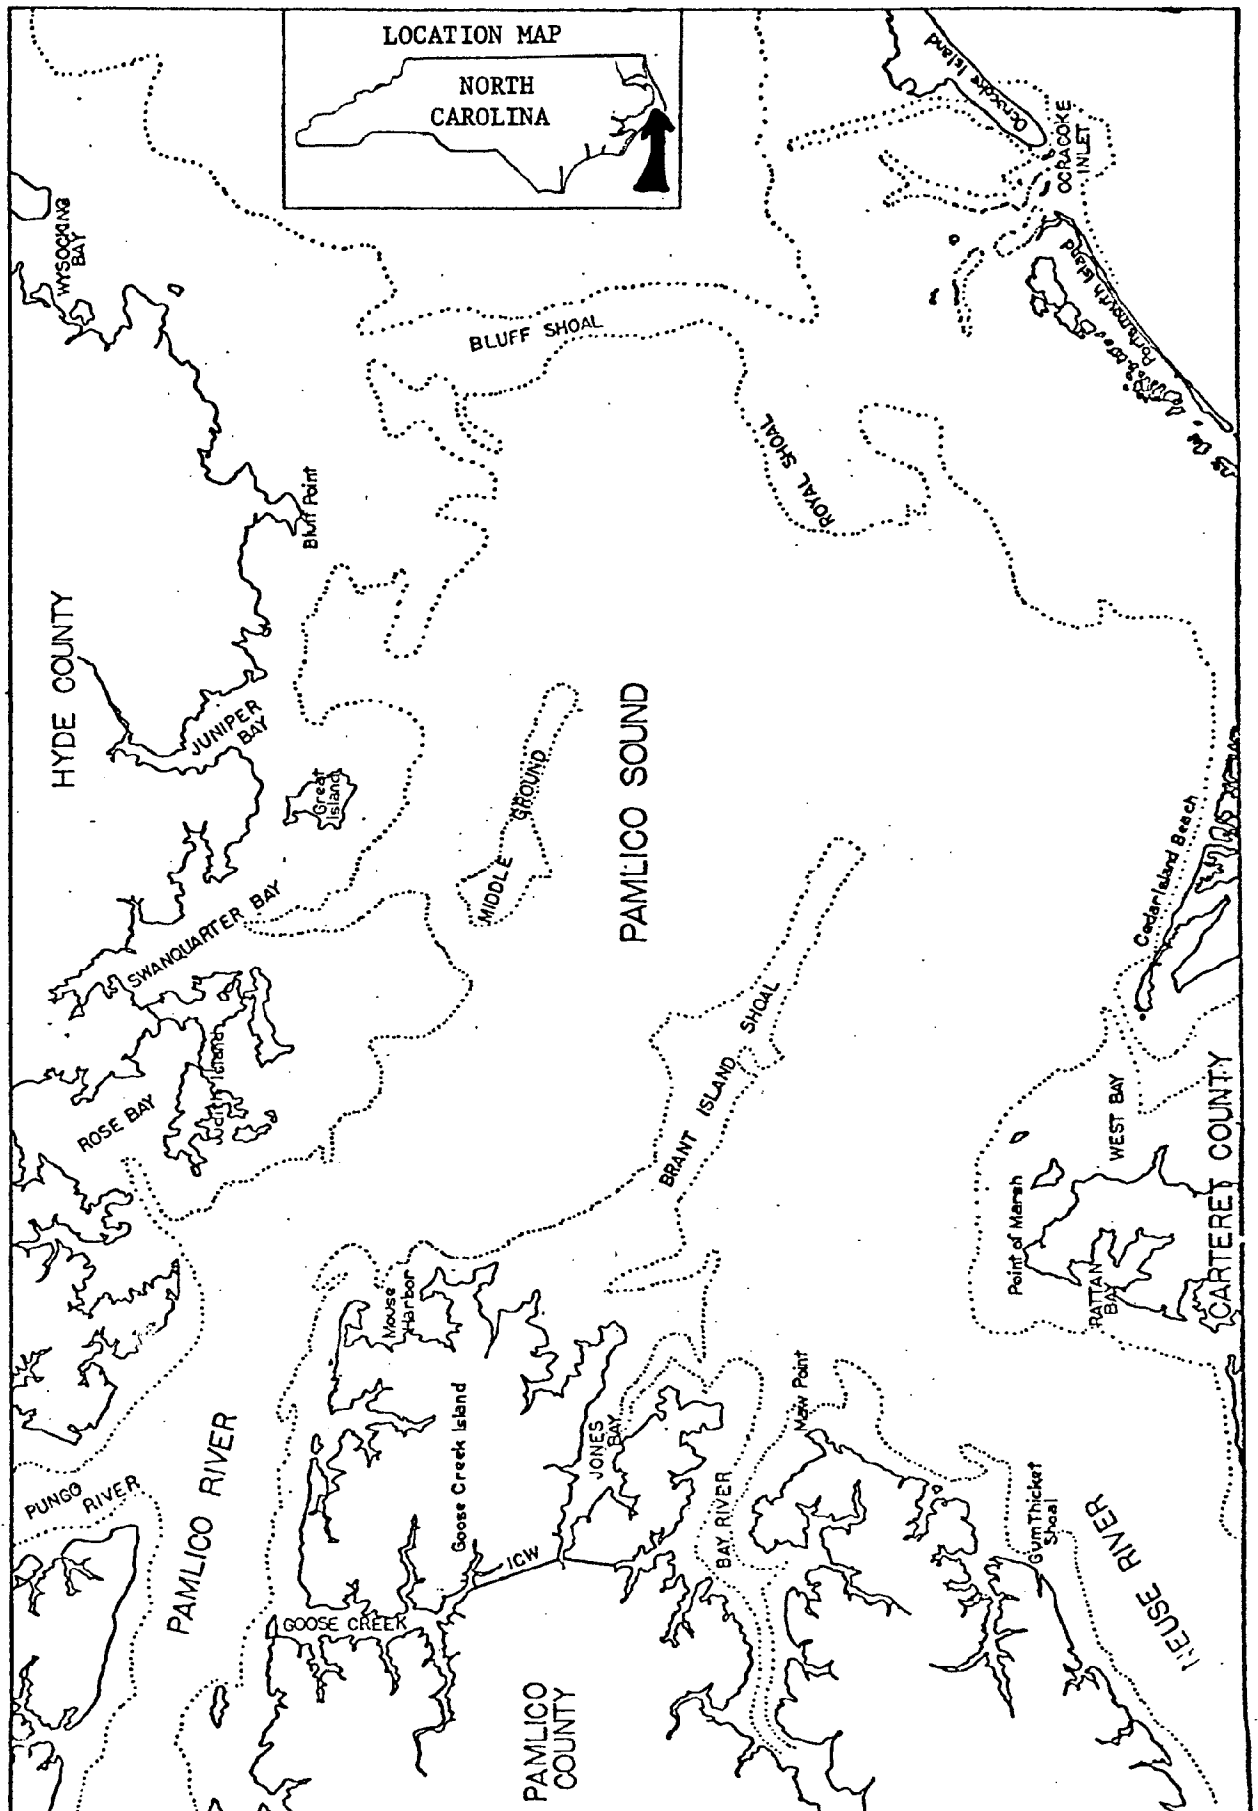 LOCATION MAP
NORTH
CAROLINA
Ocracoke Island
OCRACOKE
INLET
WYSOCKING
BAY
Portsmouth Island
BLUFF SHOAL
ROYAL SHOAL
Bluff Point
HYDE COUNTY
JUNIPER
BAY
Great
Island
MIDDLE GROUND
PAMLICO SOUND
Cedar Island Beach
SWANQUARTER BAY
Judith Island
ROSE BAY
BRANT ISLAND SHOAL
WEST BAY
CARTERET COUNTY
Point of Marsh
RATTAN
BAY
Mouse
Harbor
Maw Point
Goose Creek Island
JONES
BAY
PAMLICO RIVER
PUNGO
RIVER
BAY RIVER
Gum Thicket
Shoal
NEUSE RIVER
ICW
GOOSE CREEK
PAMLICO
COUNTY